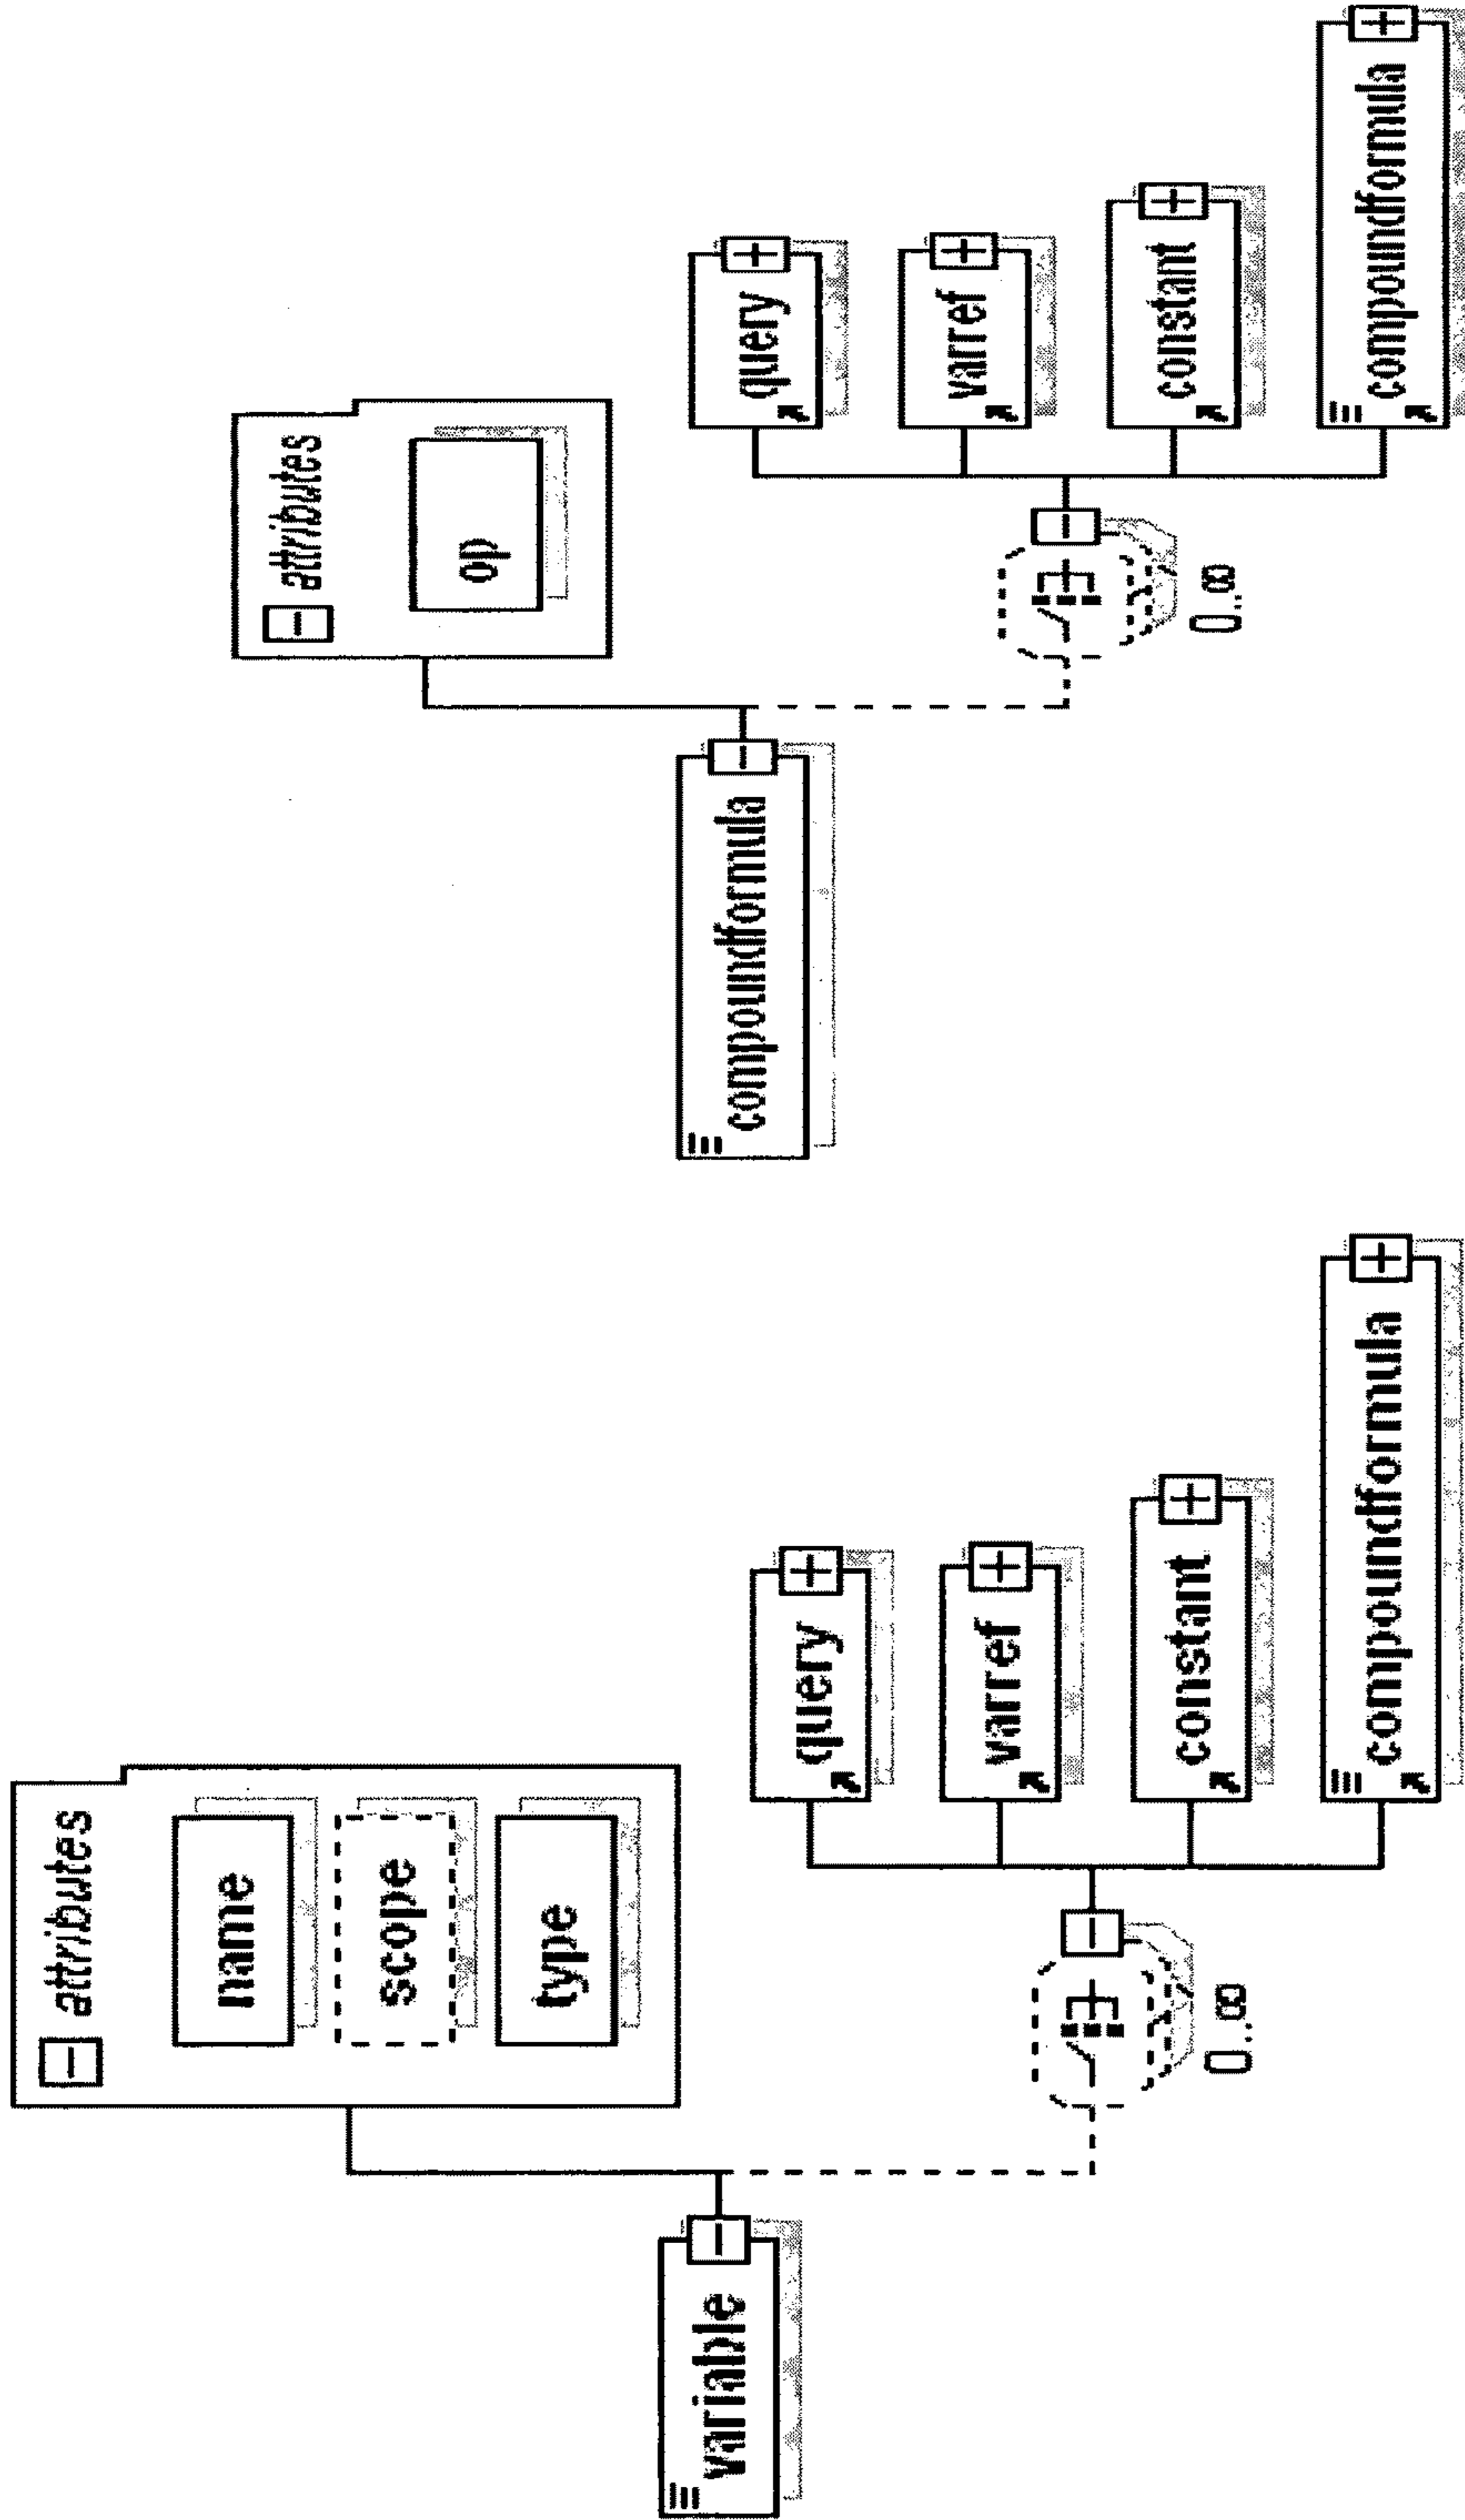 variable
attributes
name
scope
type
0..∞
query
varref
constant
compoundformula
compoundformula
attributes
op
0..∞
query
varref
constant
compoundformula